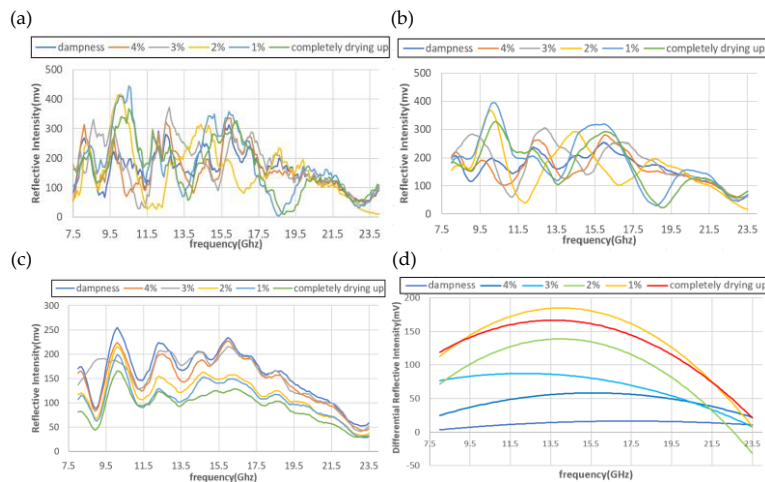 (a)
dampness 4% 3% 2% 1% completely drying up
Reflective Intensity(mv)
500
400
300
200
100
0
7.5 9.5 11.5 13.5 15.5 17.5 19.5 21.5 23.5
frequency(Ghz)
(b)
dampness 4% 3% 2% 1% completely drying up
Reflective Intensity(mv)
500
400
300
200
100
0
7.5 9.5 11.5 13.5 15.5 17.5 19.5 21.5 23.5
frequency(Ghz)
(c)
dampness 4% 3% 2% 1% completely drying up
Reflective Intensity(mv)
300
250
200
150
100
50
0
7.5 9.5 11.5 13.5 15.5 17.5 19.5 21.5 23.5
frequency(Ghz)
(d)
dampness 4% 3% 2% 1% completely drying up
Differential Reflective Intensity(mv)
200
150
100
50
0
-50
7.5 9.5 11.5 13.5 15.5 17.5 19.5 21.5 23.5
frequency(Ghz)